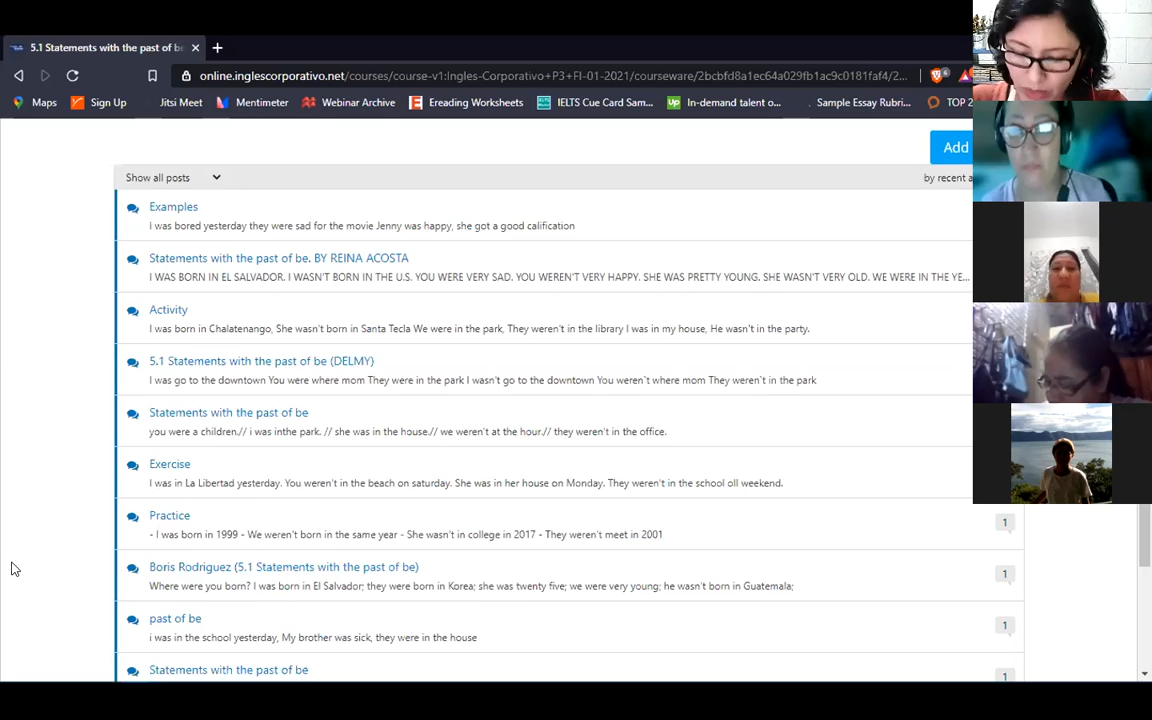 5.1 Statements with the past of be
online.inglescorporativo.net/courses/course-v1:Ingles-Corporativo+P3+FI-01-2021/courseware/2bcbfd8a1ec64a029fb1ac9c0181faf4/2...
Maps Sign Up Jitsi Meet Mentimeter Webinar Archive Ereading Worksheets IELTS Cue Card Sam... In-demand talent o... Sample Essay Rubri... TOP 2
Add
Show all posts by recent a
Examples
I was bored yesterday they were sad for the movie Jenny was happy, she got a good calification
Statements with the past of be. BY REINA ACOSTA
I WAS BORN IN EL SALVADOR. I WASN'T BORN IN THE U.S. YOU WERE VERY SAD. YOU WEREN'T VERY HAPPY. SHE WAS PRETTY YOUNG. SHE WASN'T VERY OLD. WE WERE IN THE YE...
Activity
I was born in Chalatenango, She wasn't born in Santa Tecla We were in the park, They weren't in the library I was in my house, He wasn't in the party.
5.1 Statements with the past of be (DELMY)
I was go to the downtown You were where mom They were in the park I wasn't go to the downtown You weren`t where mom They weren`t in the park
Statements with the past of be
you were a children.// i was inthe park. // she was in the house.// we weren't at the hour.// they weren't in the office.
Exercise
I was in La Libertad yesterday. You weren't in the beach on saturday. She was in her house on Monday. They weren't in the school oll weekend.
Practice
- I was born in 1999 - We weren't born in the same year - She wasn't in college in 2017 - They weren't meet in 2001
1
Boris Rodriguez (5.1 Statements with the past of be)
Where were you born? I was born in El Salvador; they were born in Korea; she was twenty five; we were very young; he wasn't born in Guatemala;
1
past of be
i was in the school yesterday, My brother was sick, they were in the house
1
Statements with the past of be
1